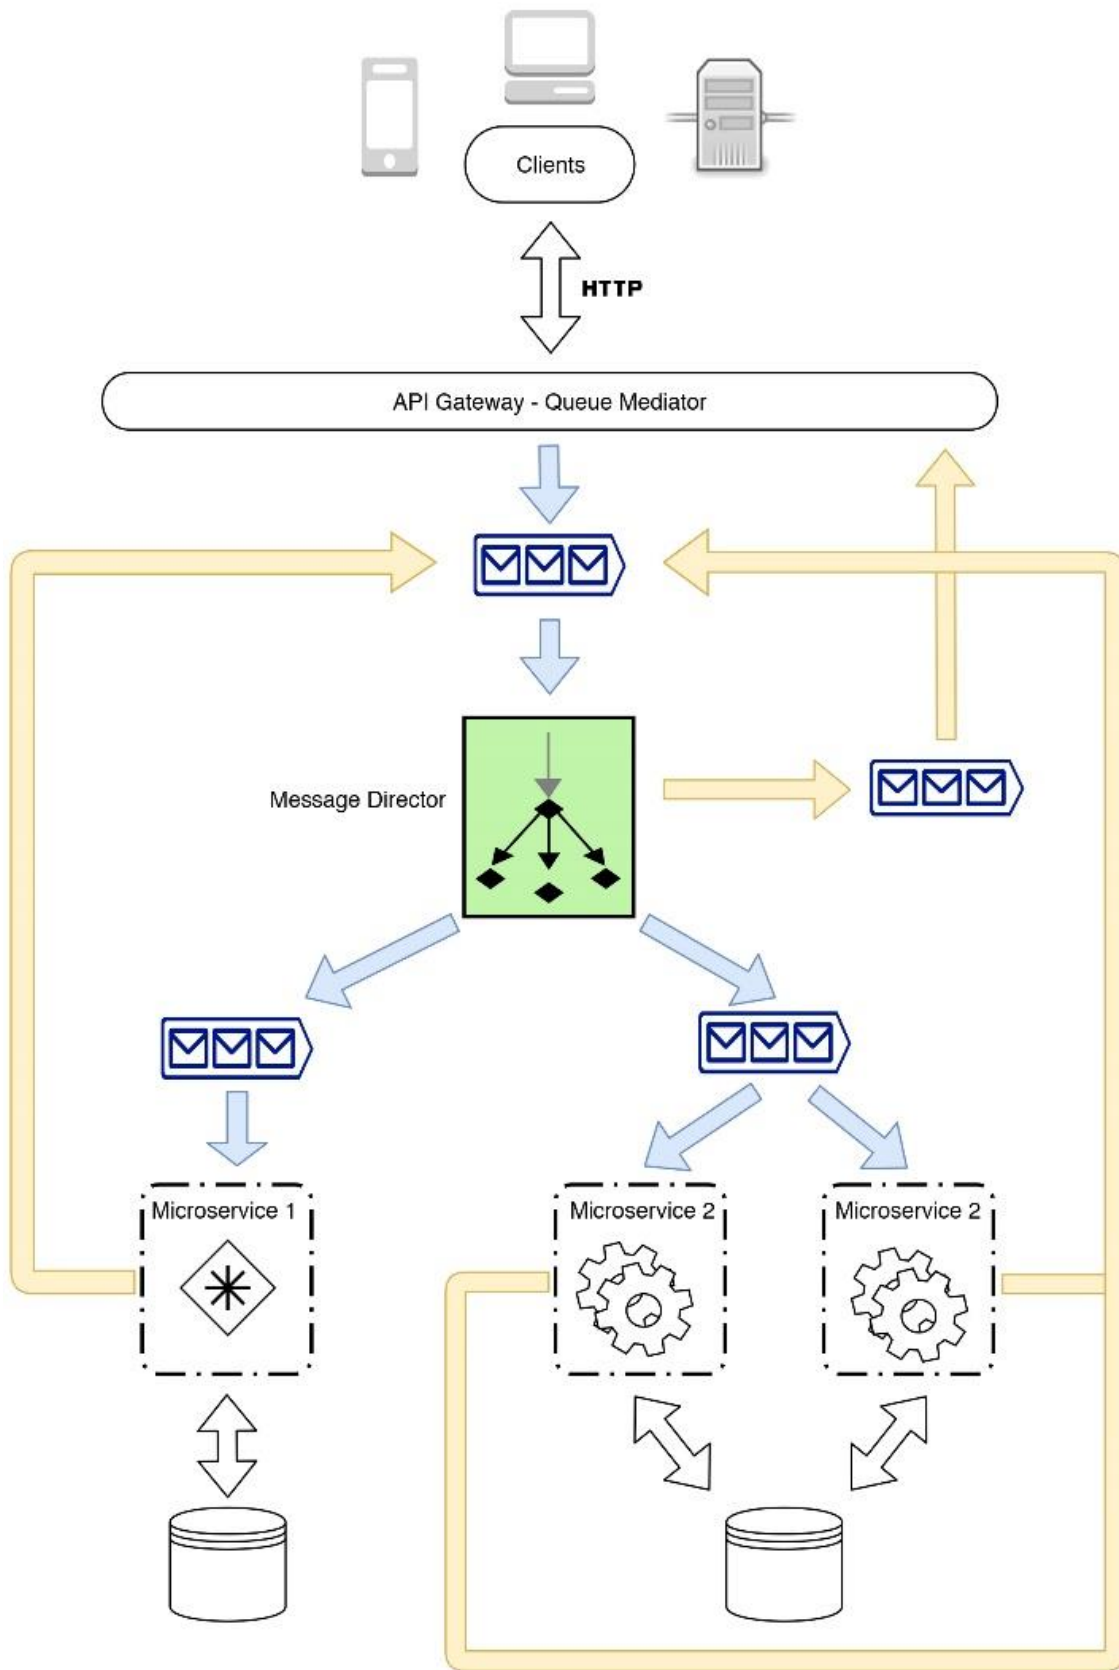 Clients
HTTP
API Gateway - Queue Mediator
Message Director
Microservice 1
Microservice 2
Microservice 2